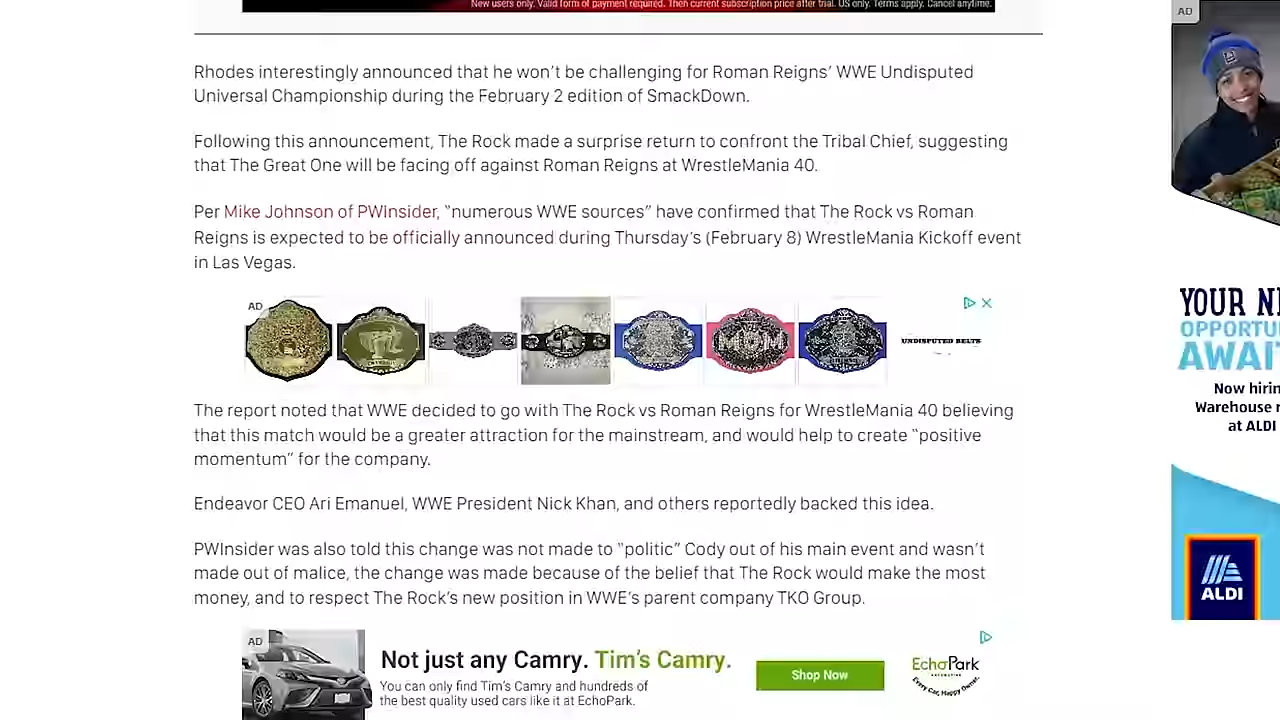 New users only. Valid form of payment required. Then current subscription price after trial. US only. Terms apply. Cancel anytime.
AD
Rhodes interestingly announced that he won't be challenging for Roman Reigns' WWE Undisputed
Universal Championship during the February 2 edition of SmackDown.
Following this announcement, The Rock made a surprise return to confront the Tribal Chief, suggesting
that The Great One will be facing off against Roman Reigns at WrestleMania 40.
Per Mike Johnson of PWInsider, “numerous WWE sources” have confirmed that The Rock vs Roman
Reigns is expected to be officially announced during Thursday's (February 8) WrestleMania Kickoff event
in Las Vegas.
AD
MOM
UNDISPUTED BELTS
The report noted that WWE decided to go with The Rock vs Roman Reigns for WrestleMania 40 believing
that this match would be a greater attraction for the mainstream, and would help to create “positive
momentum” for the company.
Endeavor CEO Ari Emanuel, WWE President Nick Khan, and others reportedly backed this idea.
PWInsider was also told this change was not made to “politic” Cody out of his main event and wasn't
made out of malice, the change was made because of the belief that The Rock would make the most
money, and to respect The Rock's new position in WWE's parent company TKO Group.
AD
Not just any Camry. Tim's Camry.
You can only find Tim's Camry and hundreds of
the best quality used cars like it at EchoPark.
Shop Now
EchoPark
AUTOMOTIVE
Every Car, Happy Owner.
YOUR N
OPPORTU
AWAI
Now hirin
Warehouse
at ALDI
ALDI